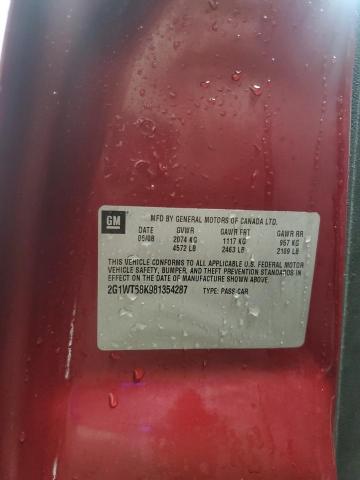 GM
MFD BY GENERAL MOTORS OF CANADA LTD.
DATE GVWR GAWR FRT GAWR RR
05/08 2074 KG 1117 KG 957 KG
4572 LB 2463 LB 2109 LB
THIS VEHICLE CONFORMS TO ALL APPLICABLE U.S. FEDERAL MOTOR
VEHICLE SAFETY, BUMPER, AND THEFT PREVENTION STANDARDS
IN EFFECT ON THE DATE OF MANUFACTURE SHOWN ABOVE.
2G1WT58K981354287 TYPE: PASS-CAR